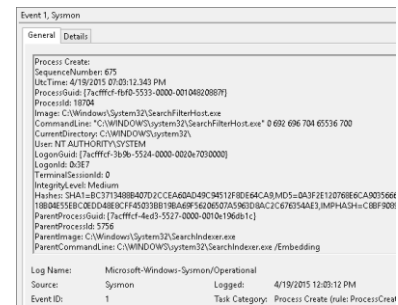 Event 1, Sysmon
General Details
Process Create:
SequenceNumber: 675
UtcTime: 4/19/2015 07:03:12.343 PM
ProcessGuid: {7acfffcf-fbf0-5533-0000-00104820887f}
ProcessId: 18704
Image: C:\Windows\System32\SearchFilterHost.exe
CommandLine: "C:\WINDOWS\system32\SearchFilterHost.exe" 0 692 696 704 65536 700
CurrentDirectory: C:\WINDOWS\system32\
User: NT AUTHORITY\SYSTEM
LogonGuid: {7acfffcf-3b9b-5524-0000-0020e7030000}
LogonId: 0x3E7
TerminalSessionId: 0
IntegrityLevel: Medium
Hashes:
ParentProcessGuid: {7acfffcf-4ed3-5527-0000-0010e196db1c}
ParentProcessId: 5756
ParentImage: C:\Windows\System32\SearchIndexer.exe
ParentCommandLine: C:\WINDOWS\system32\SearchIndexer.exe /Embedding
Log Name: Microsoft-Windows-Sysmon/Operational
Source: Sysmon Logged: 4/19/2015 12:03:12 PM
Event ID: 1 Task Category: Process Create (rule: ProcessCreat